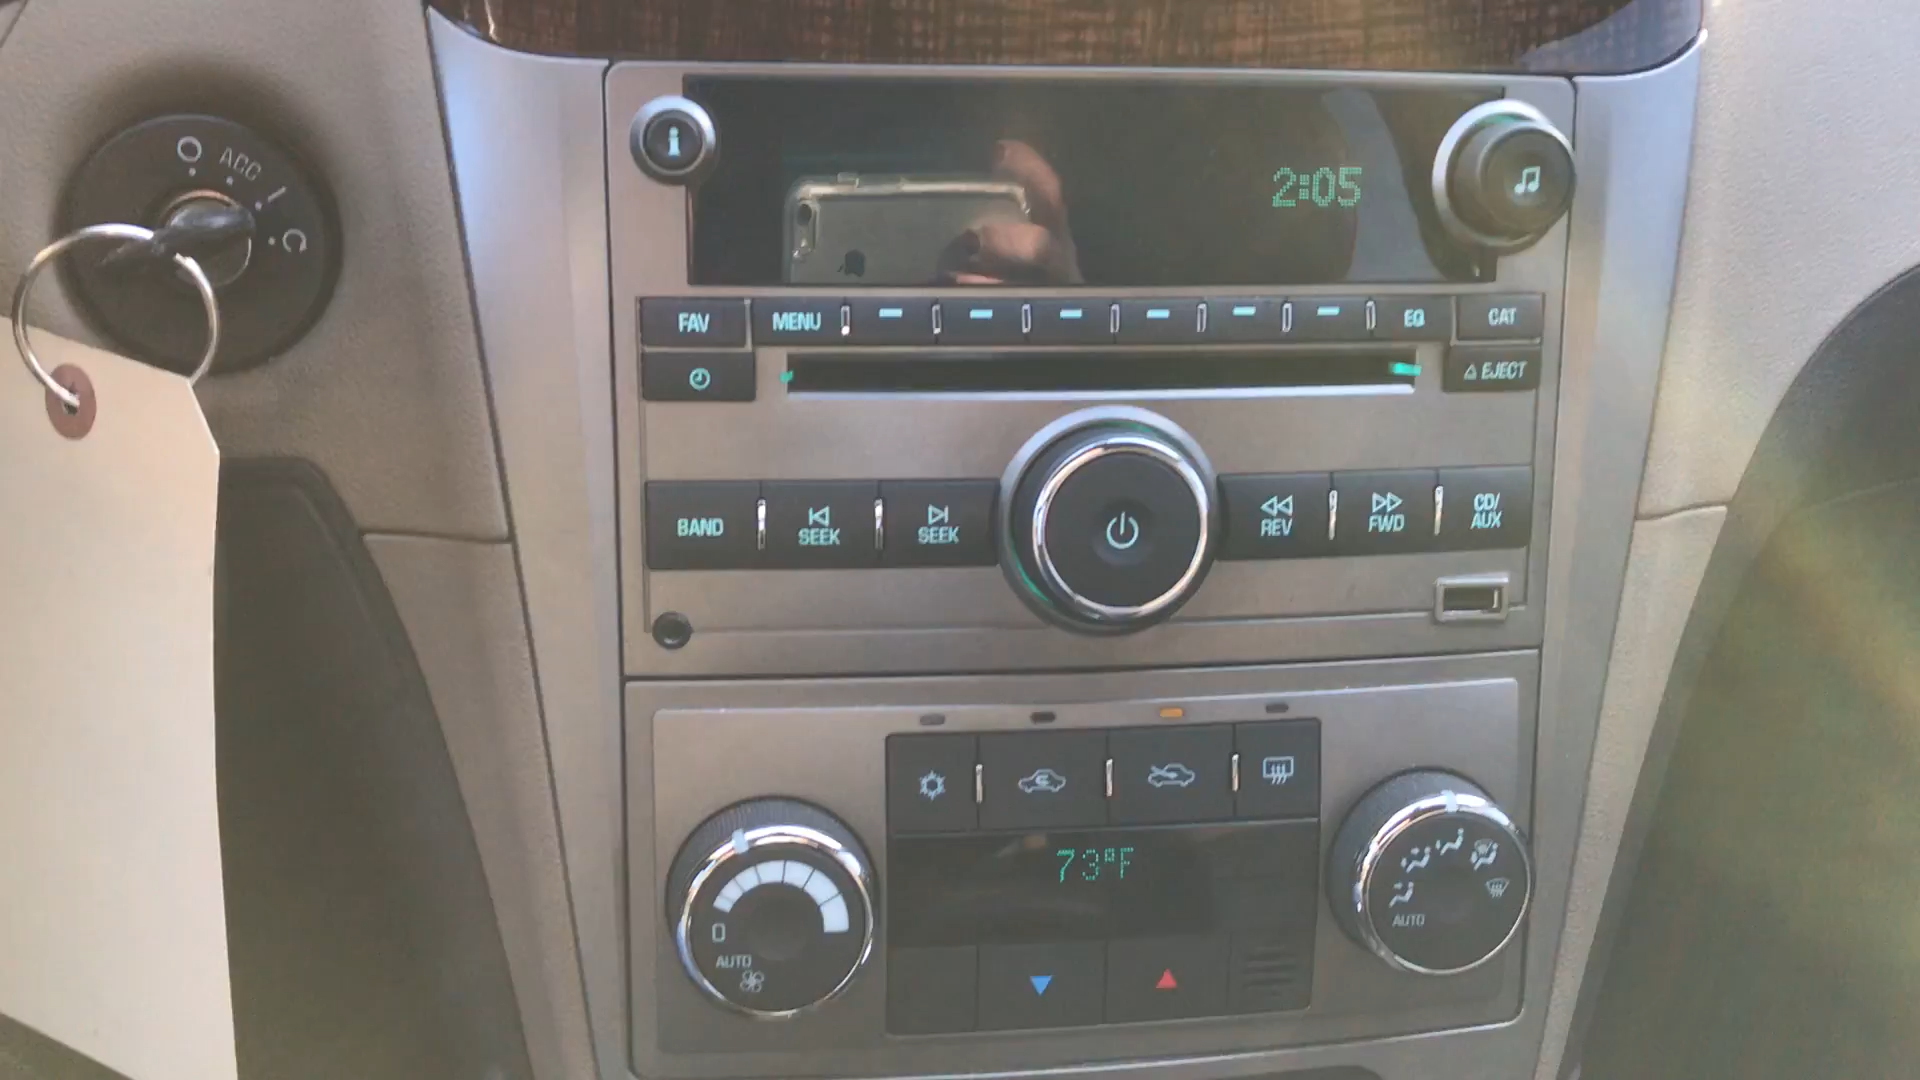 ACC
i
2:05
FAV
MENU
EQ
CAT
EJECT
BAND
SEEK
SEEK
REV
FWD
CD/
AUX
73°F
0
AUTO
AUTO